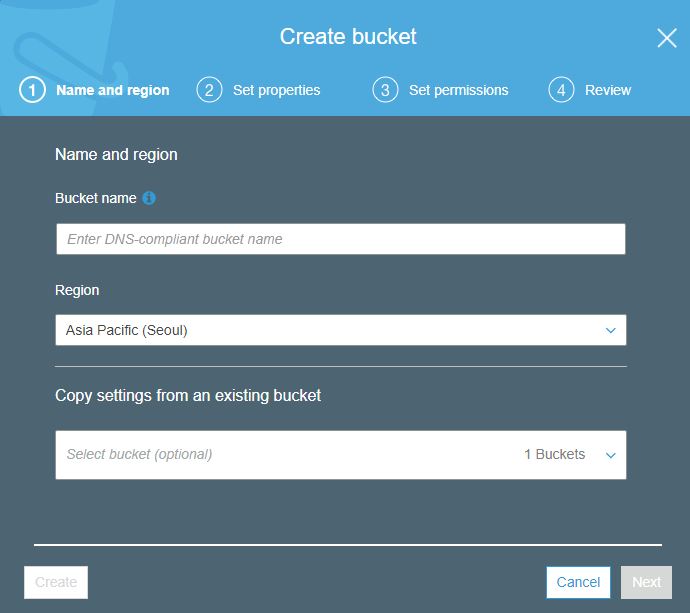 Create bucket
1 Name and region 2 Set properties 3 Set permissions 4 Review
Name and region
Bucket name
Enter DNS-compliant bucket name
Region
Asia Pacific (Seoul)
Copy settings from an existing bucket
Select bucket (optional) 1 Buckets
Create Cancel Next